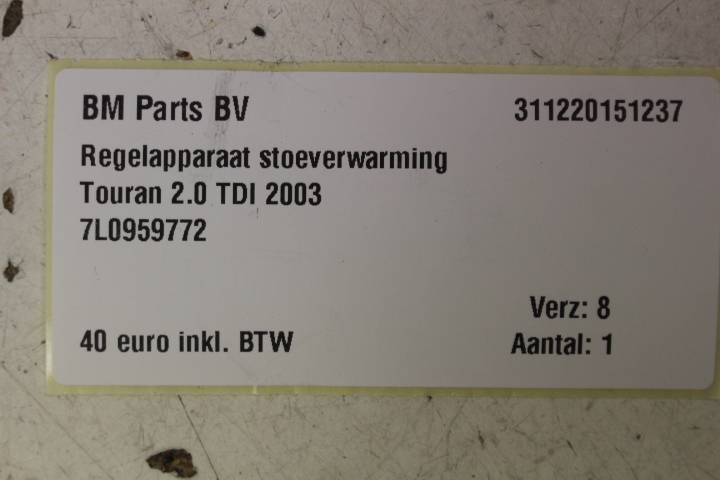 BM Parts BV 311220151237
Regelapparaat stoeverwarming
Touran 2.0 TDI 2003
7L0959772
Verz: 8
40 euro inkl. BTW Aantal: 1